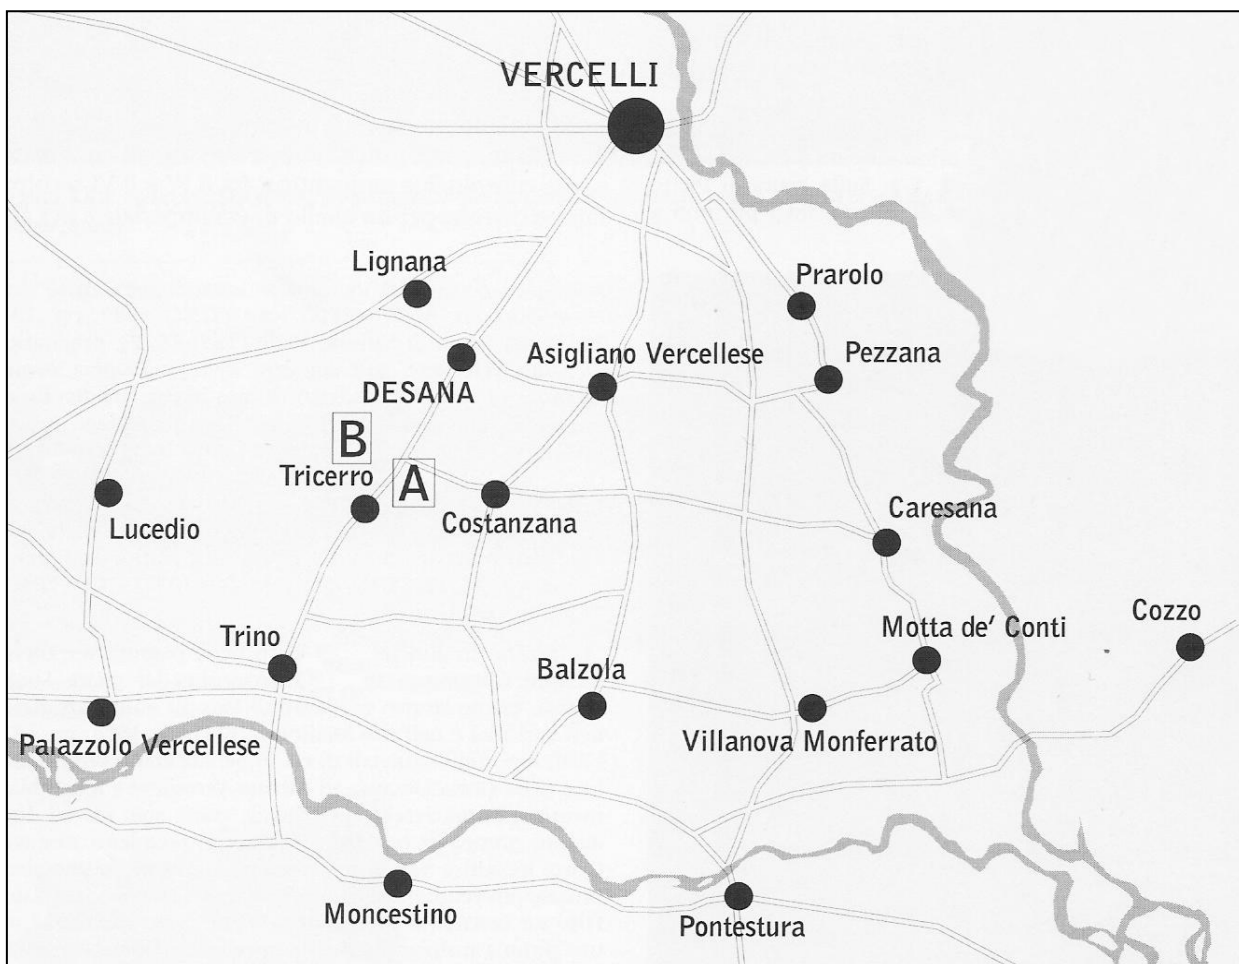 VERCELLI
Lignana
Prarolo
Asigliano Vercellese
Pezzana
DESANA
B
Tricerro
A
Lucedio
Costanzana
Caresana
Cozzo
Trino
Motta de' Conti
Balzola
Palazzolo Vercellese
Villanova Monferrato
Moncestino
Pontestura